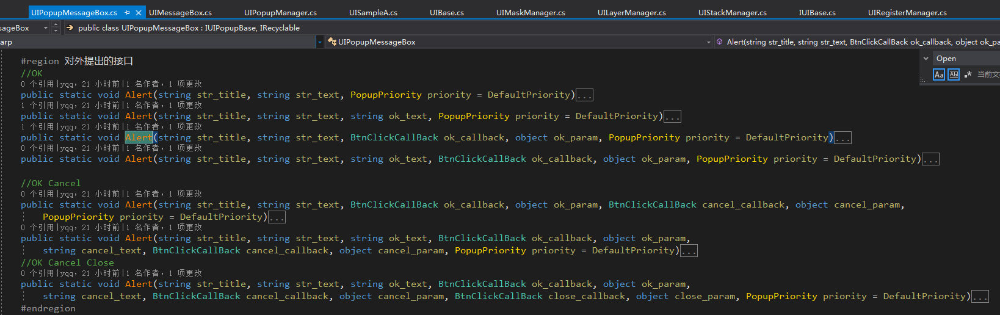 UIPopupMessageBox.cs UIMessageBox.cs UIPopupManager.cs UISampleA.cs UIBase.cs UIMaskManager.cs UILayerManager.cs UIStackManager.cs IUIBase.cs UIRegisterManager.cs
sageBox public class UIPopupMessageBox : IUIPopupBase, IRecyclable
arp UIPopupMessageBox Alert(string str_title, string str_text, BtnClickCallBack ok_callback, object ok_pa
#region 对外提出的接口
Open
//OK
Aa Abl .* 当前文
0 个引用|yqq, 21 小时前|1 名作者, 1 项更改
public static void Alert(string str_title, string str_text, PopupPriority priority = DefaultPriority)...
1 个引用|yqq, 21 小时前|1 名作者, 1 项更改
public static void Alert(string str_title, string str_text, string ok_text, PopupPriority priority = DefaultPriority)...
1 个引用|yqq, 21 小时前|1 名作者, 1 项更改
public static void Alert(string str_title, string str_text, BtnClickCallBack ok_callback, object ok_param, PopupPriority priority = DefaultPriority)...
0 个引用|yqq, 21 小时前|1 名作者, 1 项更改
public static void Alert(string str_title, string str_text, string ok_text, BtnClickCallBack ok_callback, object ok_param, PopupPriority priority = DefaultPriority)...
//OK Cancel
0 个引用|yqq, 21 小时前|1 名作者, 1 项更改
public static void Alert(string str_title, string str_text, BtnClickCallBack ok_callback, object ok_param, BtnClickCallBack cancel_callback, object cancel_param,
PopupPriority priority = DefaultPriority)...
0 个引用|yqq, 21 小时前|1 名作者, 1 项更改
public static void Alert(string str_title, string str_text, string ok_text, BtnClickCallBack ok_callback, object ok_param,
string cancel_text, BtnClickCallBack cancel_callback, object cancel_param, PopupPriority priority = DefaultPriority)...
//OK Cancel Close
0 个引用|yqq, 21 小时前|1 名作者, 1 项更改
public static void Alert(string str_title, string str_text, string ok_text, BtnClickCallBack ok_callback, object ok_param,
string cancel_text, BtnClickCallBack cancel_callback, object cancel_param, BtnClickCallBack close_callback, object close_param, PopupPriority priority = DefaultPriority)...
#endregion